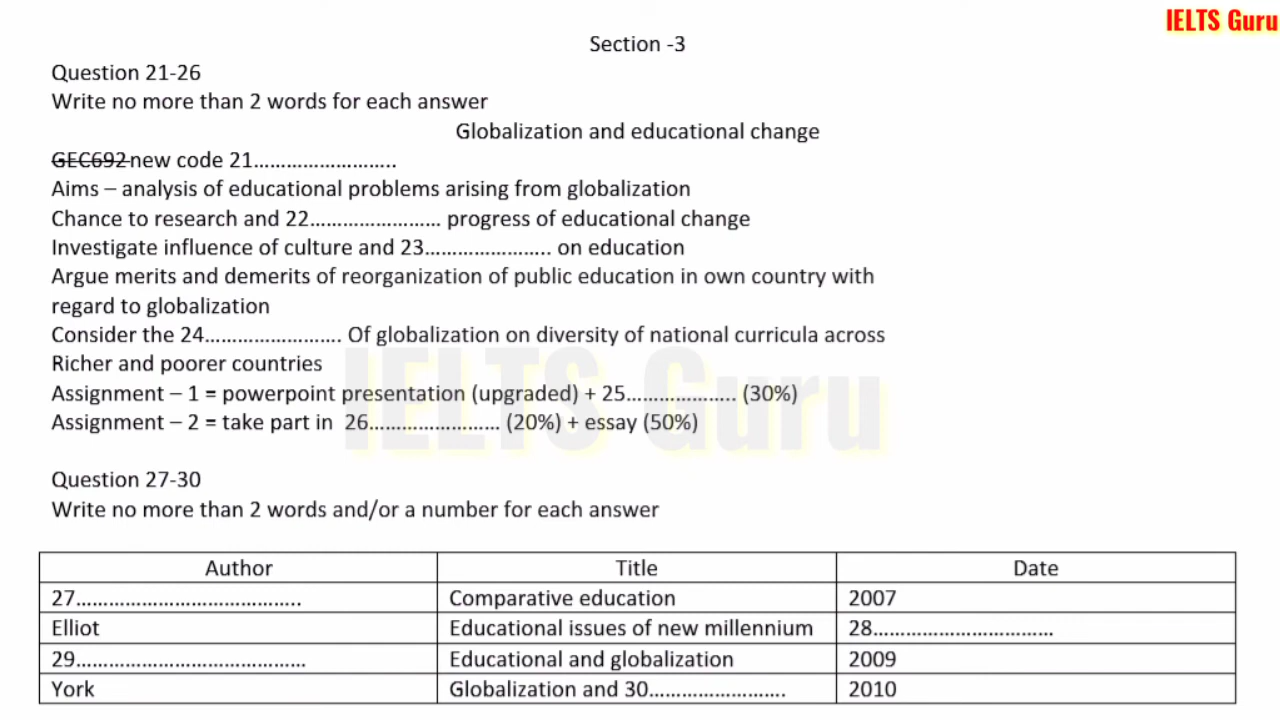 IELTS Guru
Section -3
Question 21-26
Write no more than 2 words for each answer
Globalization and educational change
GEC692 new code 21……………………..
Aims – analysis of educational problems arising from globalization
Chance to research and 22…………………… progress of educational change
Investigate influence of culture and 23………………….. on education
Argue merits and demerits of reorganization of public education in own country with
regard to globalization
Consider the 24………………….. Of globalization on diversity of national curricula across
Richer and poorer countries
Assignment – 1 = powerpoint presentation (upgraded) + 25……………….. (30%)
Assignment – 2 = take part in 26…………………… (20%) + essay (50%)
IELTS Guru
Question 27-30
Write no more than 2 words and/or a number for each answer
Author Title Date
27………………………………….. Comparative education 2007
Elliot Educational issues of new millennium 28……………………………
29…………………………………… Educational and globalization 2009
York Globalization and 30……………………. 2010